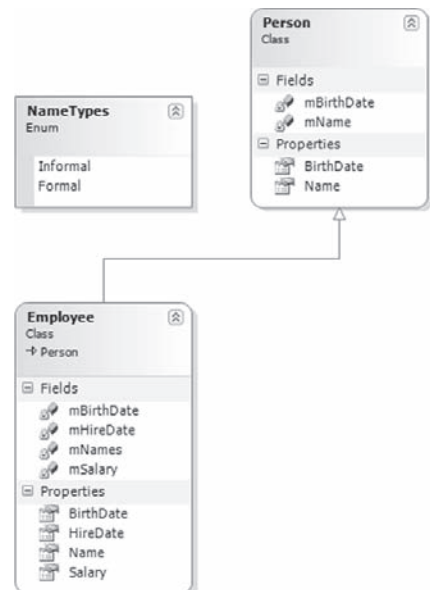 Person
Class
Fields
mBirthDate
mName
Properties
BirthDate
Name
NameTypes
Enum
Informal
Formal
Employee
Class
Person
Fields
mBirthDate
mHireDate
mNames
mSalary
Properties
BirthDate
HireDate
Name
Salary